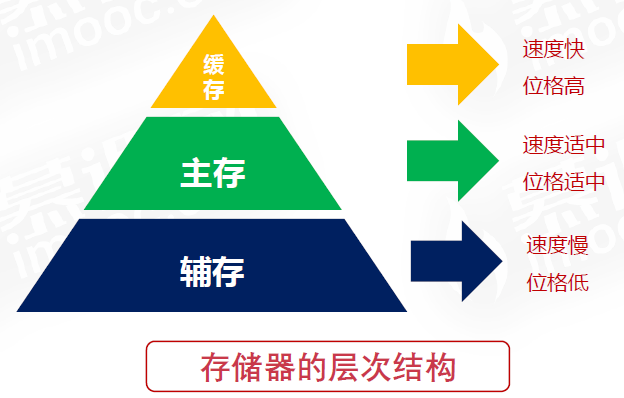 缓
存
速度快
位格高
主存
速度适中
位格适中
辅存
速度慢
位格低
存储器的层次结构
imooc.com
imooc